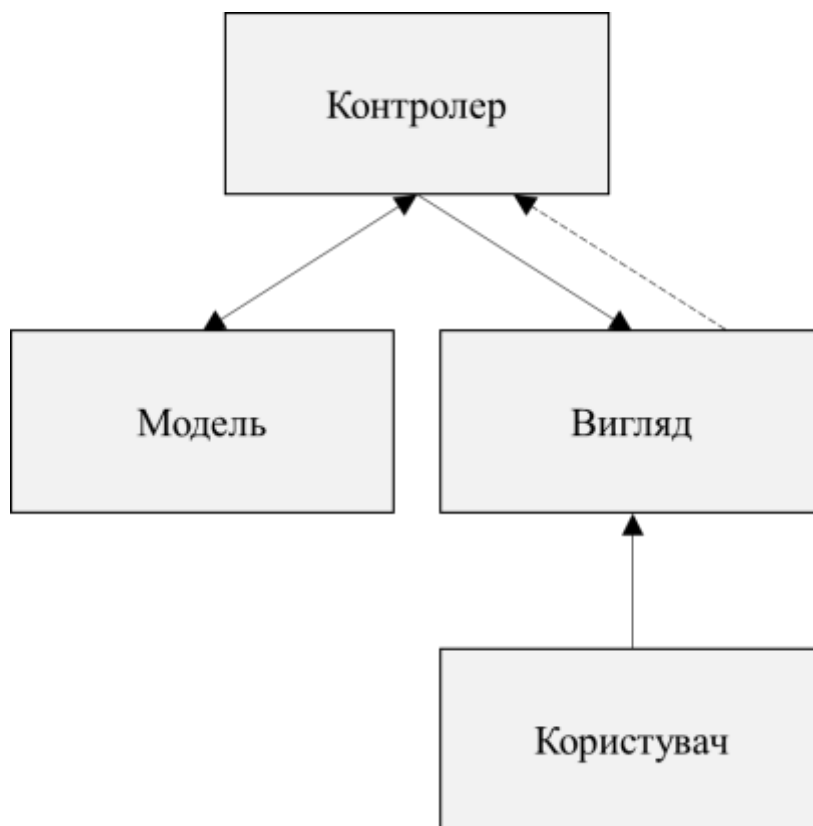 Контролер
Модель
Вигляд
Користувач